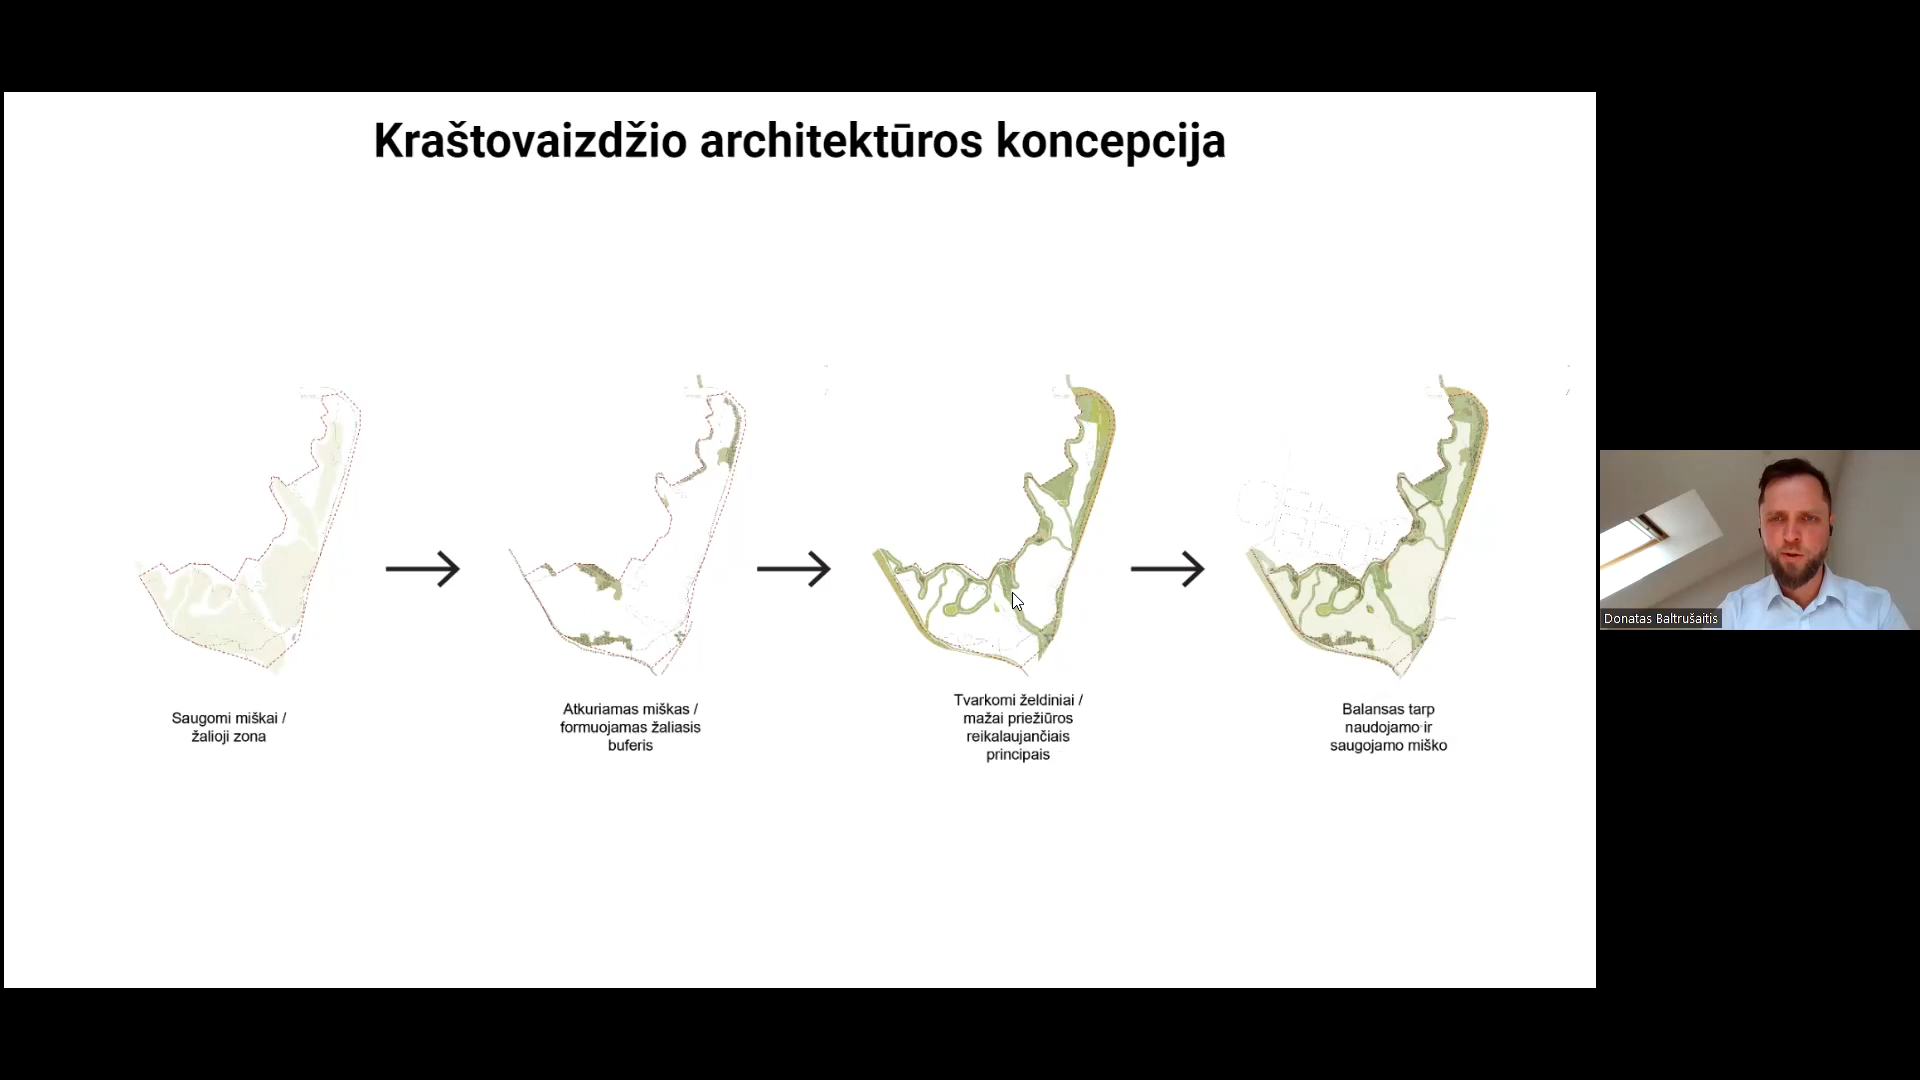 Kraštovaizdžio architektūros koncepcija
Saugomi miškai /
žalioji zona
Atkuriamas miškas /
formuojamas žaliasis
buferis
Tvarkomi želdiniai /
mažai priežiūros
reikalaujančiais
principais
Balansas tarp
naudojamo ir
saugojamo miško
Donatas Baltrušaitis